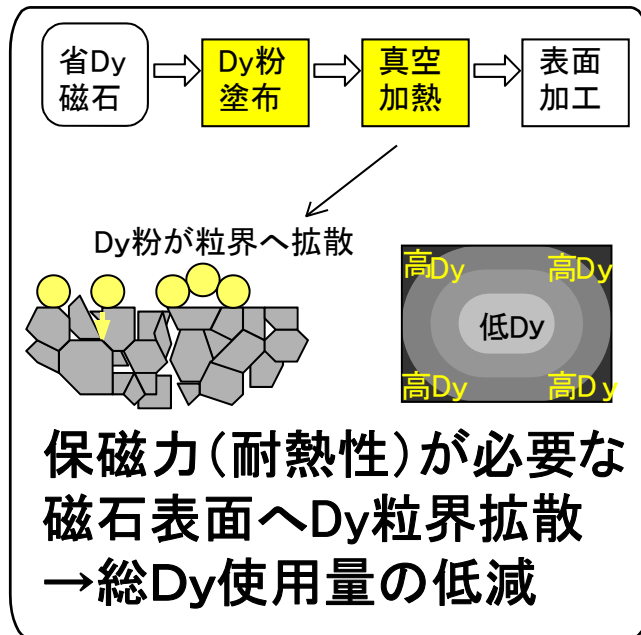 省Dy
磁石
Dy粉
塗布
真空
加熱
表面
加工
Dy粉が粒界へ拡散
高Dy
高Dy
低Dy
高Dy
高Dy
保磁力(耐熱性)が必要な
磁石表面へDy粒界拡散
→総Dy使用量の低減